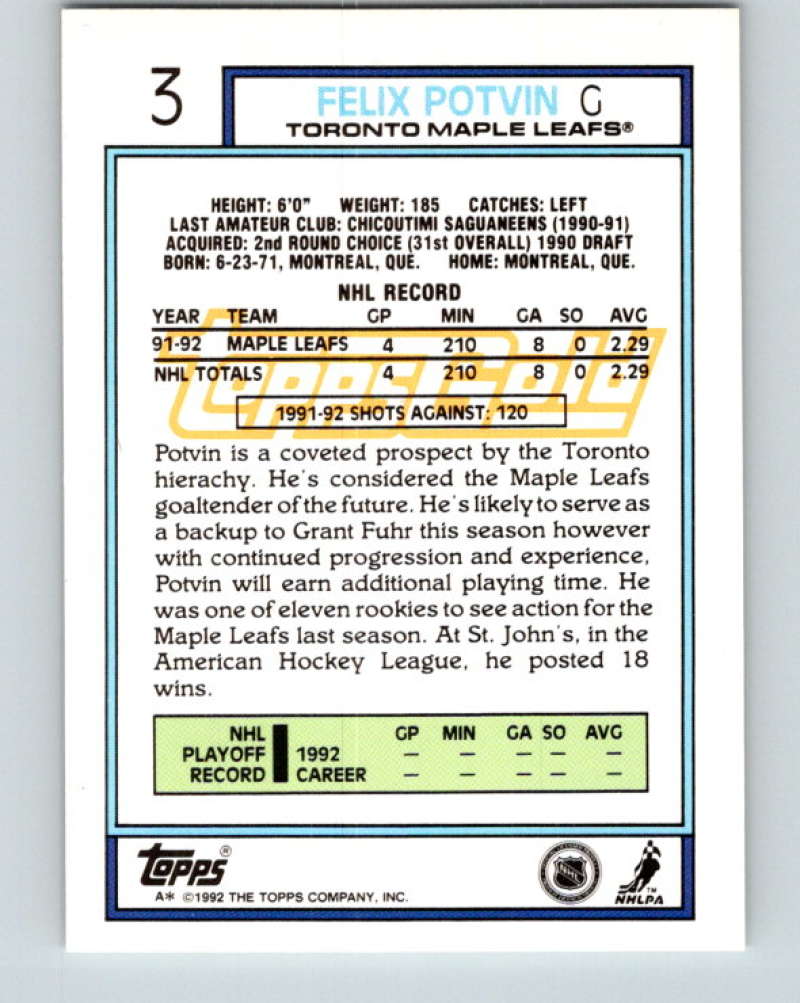 3
FELIX POTVIN G
TORONTO MAPLE LEAFS®
HEIGHT: 6'0" WEIGHT: 185 CATCHES: LEFT
LAST AMATEUR CLUB: CHICOUTIMI SAGUANEENS (1990-91)
ACQUIRED: 2nd ROUND CHOICE (31st OVERALL) 1990 DRAFT
BORN: 6-23-71, MONTREAL, QUE. HOME: MONTREAL, QUE.
NHL RECORD
YEAR TEAM GP MIN GA SO AVG
91-92 MAPLE LEAFS 4 210 8 0 2.29
NHL TOTALS 4 210 8 0 2.29
Topps Gold
1991-92 SHOTS AGAINST: 120
Potvin is a coveted prospect by the Toronto
hierachy. He's considered the Maple Leafs
goaltender of the future. He's likely to serve as
a backup to Grant Fuhr this season however
with continued progression and experience,
Potvin will earn additional playing time. He
was one of eleven rookies to see action for the
Maple Leafs last season. At St. John's, in the
American Hockey League, he posted 18
wins.
NHL GP MIN GA SO AVG
PLAYOFF 1992 – – – – –
RECORD CAREER – – – – –
Topps®
A* ©1992 THE TOPPS COMPANY, INC.
NHL
™
NHLPA